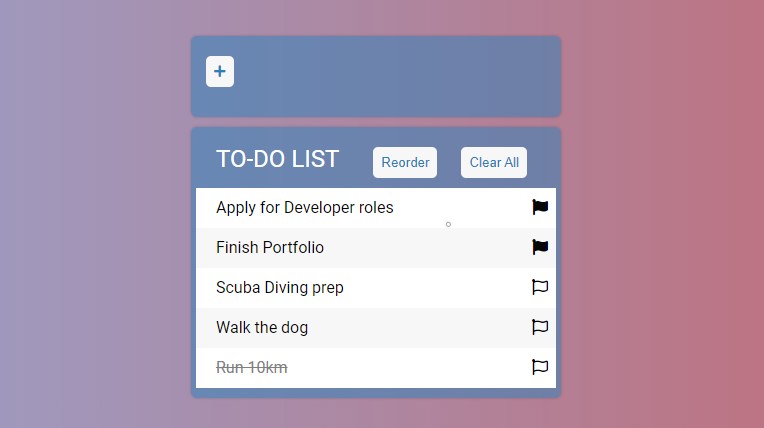 +
TO-DO LIST Reorder Clear All
Apply for Developer roles
Finish Portfolio
Scuba Diving prep
Walk the dog
Run 10km